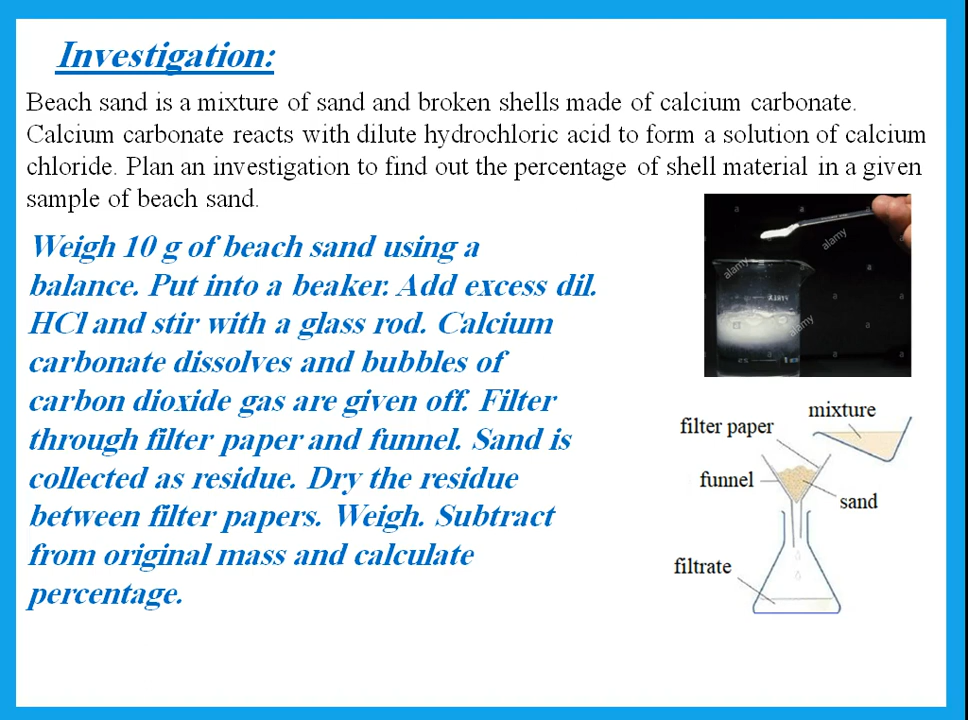 Investigation:
Beach sand is a mixture of sand and broken shells made of calcium carbonate.
Calcium carbonate reacts with dilute hydrochloric acid to form a solution of calcium
chloride. Plan an investigation to find out the percentage of shell material in a given
sample of beach sand.
Weigh 10 g of beach sand using a
balance. Put into a beaker. Add excess dil.
HCl and stir with a glass rod. Calcium
carbonate dissolves and bubbles of
carbon dioxide gas are given off. Filter
through filter paper and funnel. Sand is
collected as residue. Dry the residue
between filter papers. Weigh. Subtract
from original mass and calculate
percentage.
a
alamy
a
alamy
a
alamy
a
mixture
filter paper
funnel
sand
filtrate